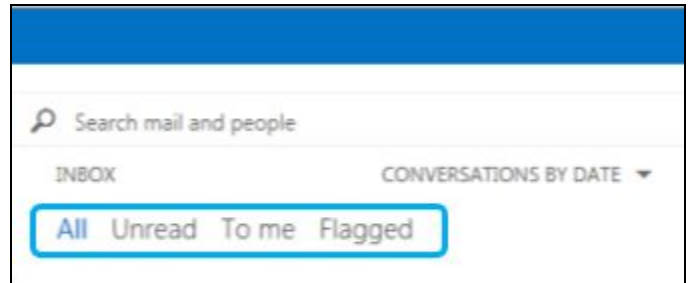 Search mail and people
INBOX CONVERSATIONS BY DATE
All Unread To me Flagged